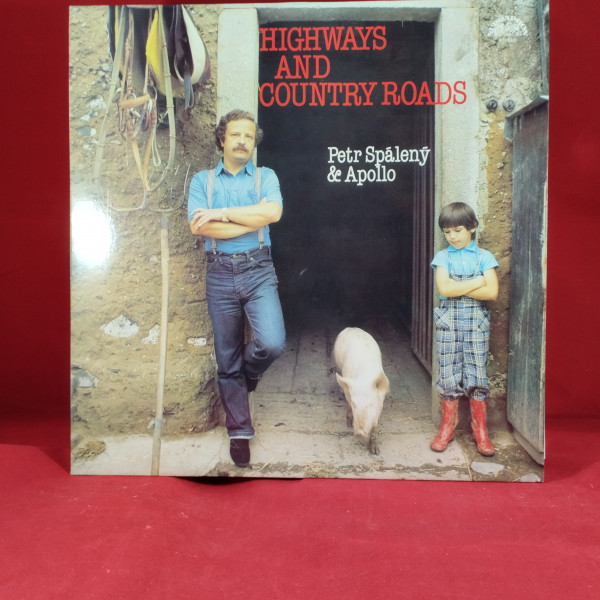 HIGHWAYS
AND
COUNTRY ROADS
Petr Spálený
& Apollo